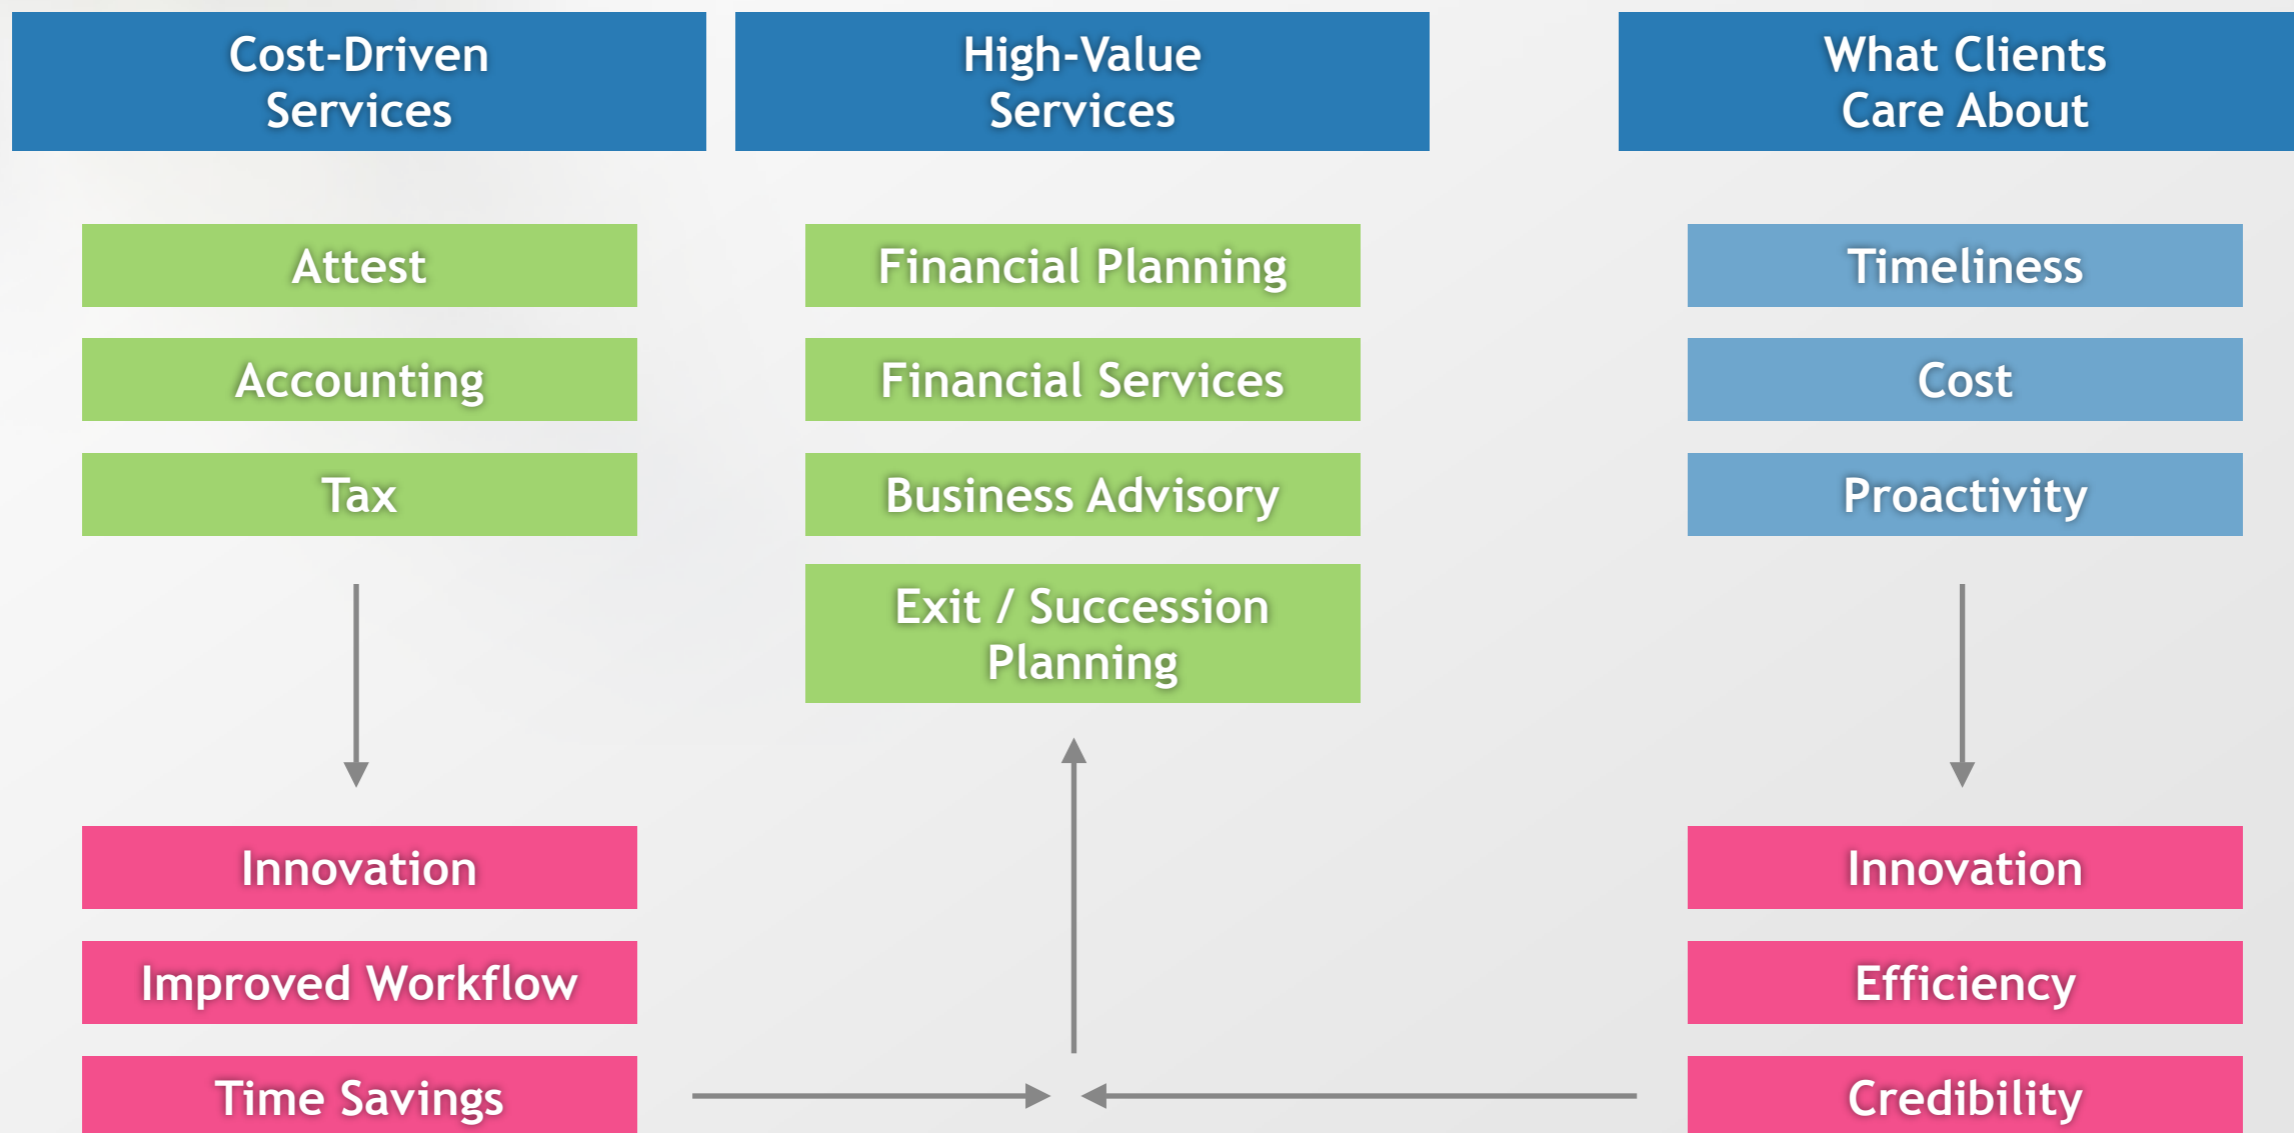 Cost-Driven
Services
High-Value
Services
What Clients
Care About
Attest
Financial Planning
Timeliness
Accounting
Financial Services
Cost
Tax
Business Advisory
Proactivity
Exit / Succession
Planning
Innovation
Innovation
Improved Workflow
Efficiency
Time Savings
Credibility